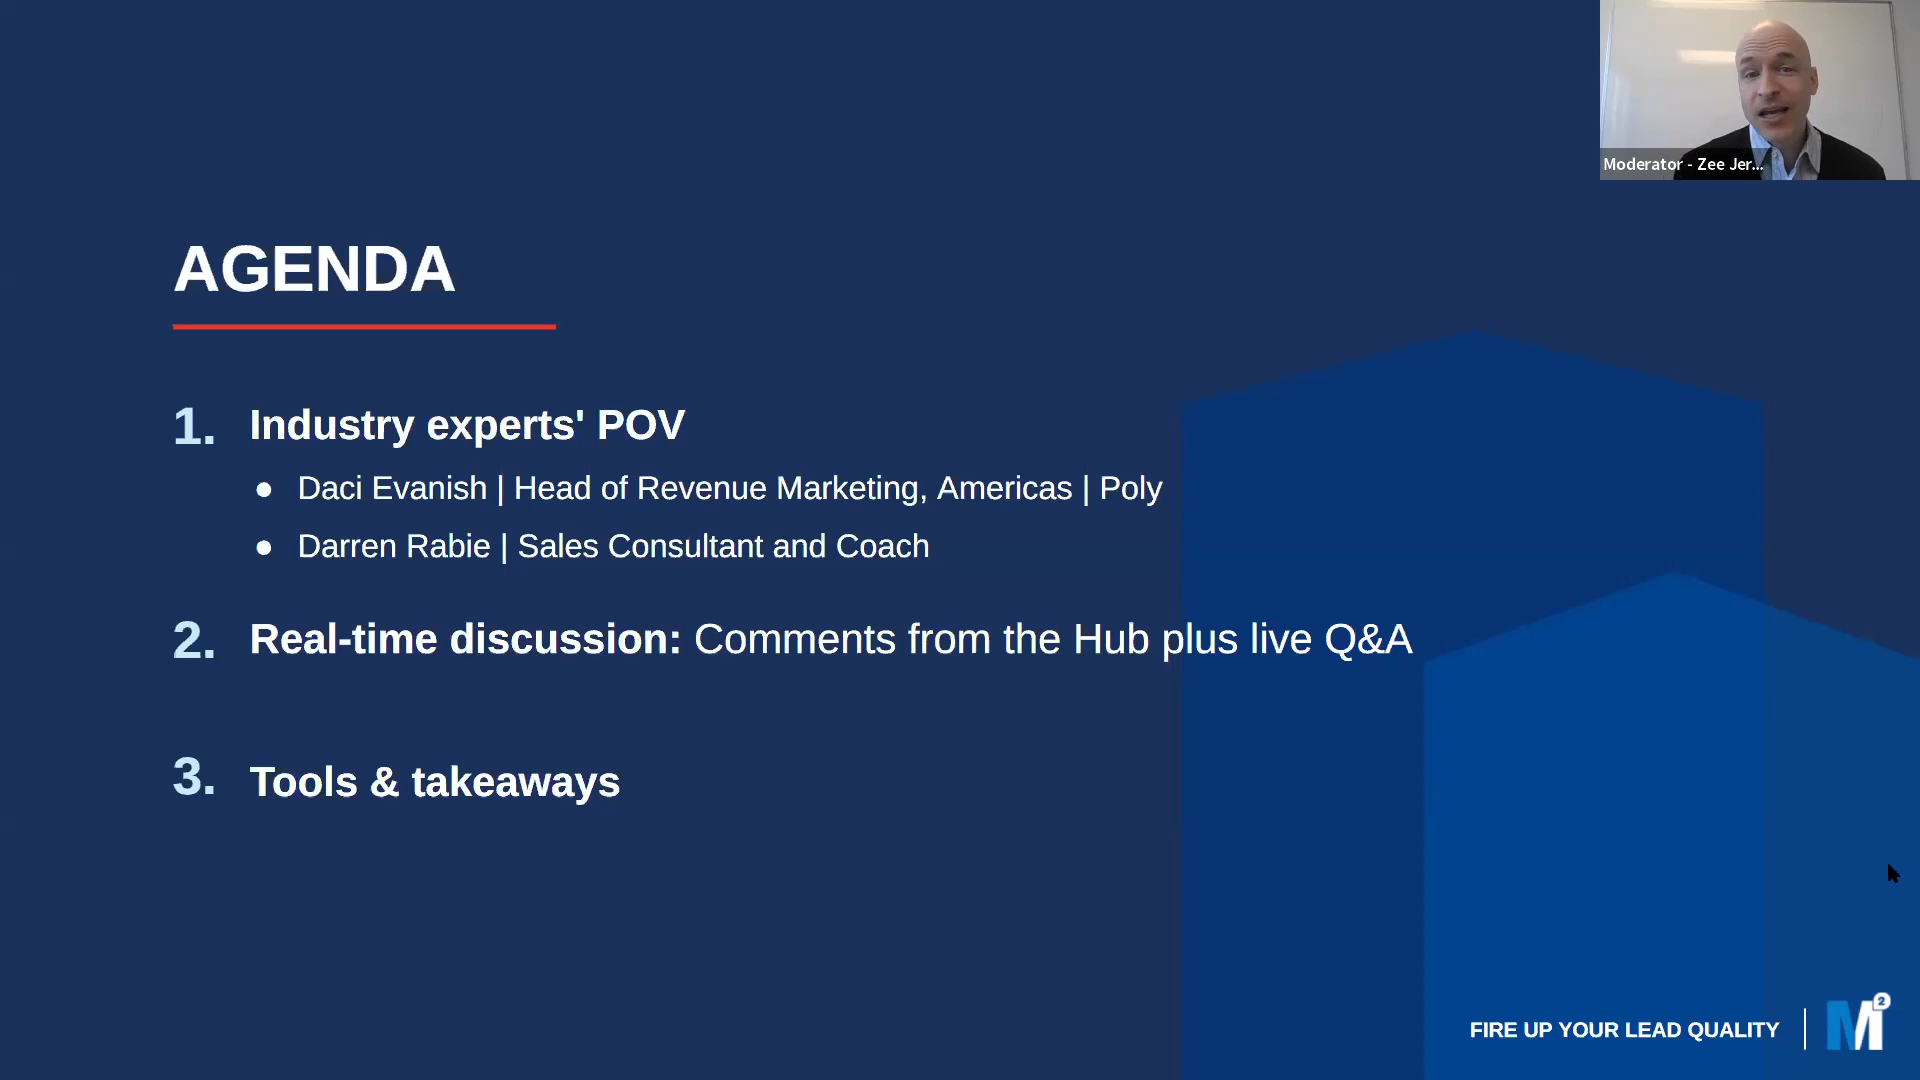 Moderator - Zee Jer...
AGENDA
1. Industry experts' POV
● Daci Evanish | Head of Revenue Marketing, Americas | Poly
● Darren Rabie | Sales Consultant and Coach
2. Real-time discussion: Comments from the Hub plus live Q&A
3. Tools & takeaways
FIRE UP YOUR LEAD QUALITY | M2